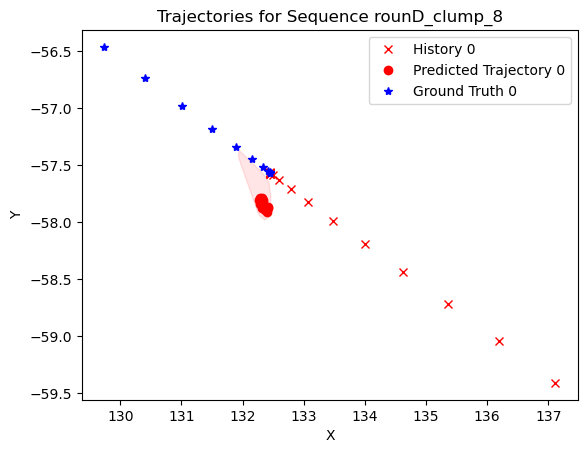 Trajectories for Sequence rounD_clump_8
History 0
Predicted Trajectory 0
Ground Truth 0
Y
−56.5
−57.0
−57.5
−58.0
−58.5
−59.0
−59.5
130 131 132 133 134 135 136 137
X